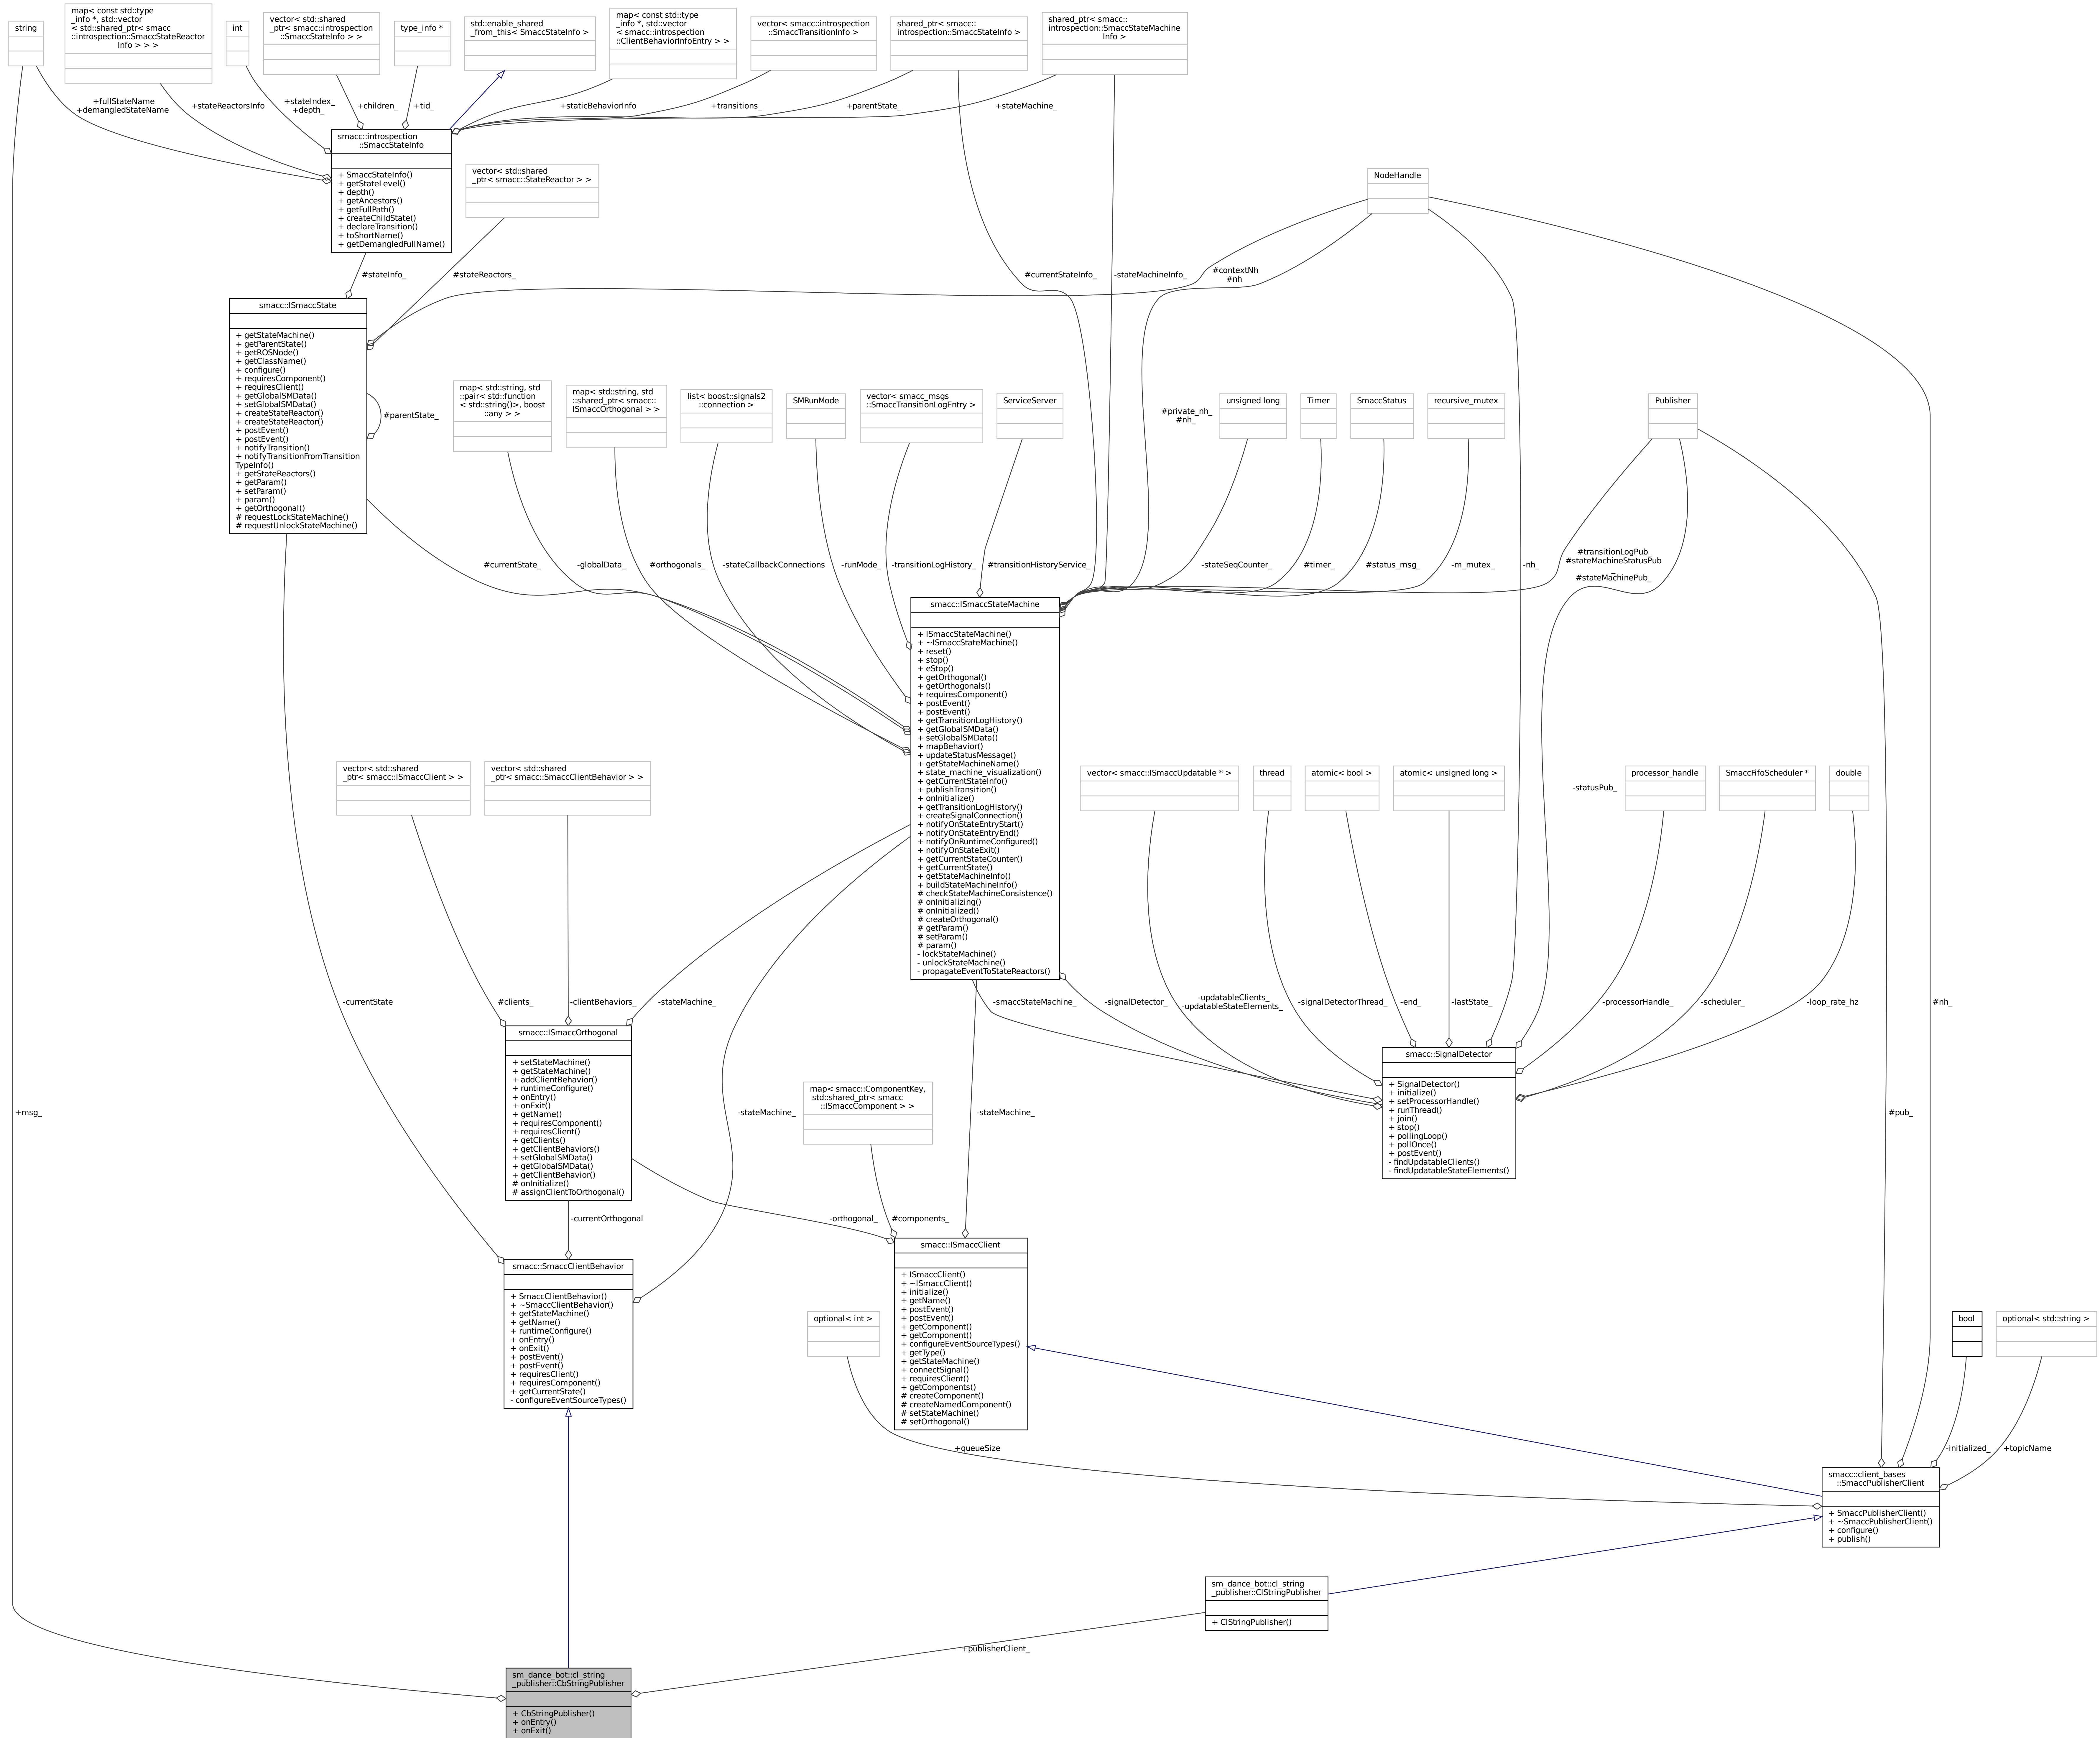 string
map< const std::type
_info *, std::vector
< std::shared_ptr< smacc
::introspection::SmaccStateReactor
Info > > >
int
vector< std::shared
_ptr< smacc::introspection
::SmaccStateInfo > >
type_info *
std::enable_shared
_from_this< SmaccStateInfo >
map< const std::type
_info *, std::vector
< smacc::introspection
::ClientBehaviorInfoEntry > >
vector< smacc::introspection
::SmaccTransitionInfo >
shared_ptr< smacc::
introspection::SmaccStateInfo >
shared_ptr< smacc::
introspection::SmaccStateMachine
Info >
+fullStateName
+demangledStateName
+stateReactorsInfo
+stateIndex_
+depth_
+children_
+tid_
+staticBehaviorInfo
+transitions_
+parentState_
+stateMachine_
smacc::introspection
::SmaccStateInfo
+ SmaccStateInfo()
+ getStateLevel()
+ depth()
+ getAncestors()
+ getFullPath()
+ createChildState()
+ declareTransition()
+ toShortName()
+ getDemangledFullName()
vector< std::shared
_ptr< smacc::StateReactor > >
NodeHandle
#stateInfo_
#stateReactors_
#currentStateInfo_
-stateMachineInfo_
#contextNh
#nh
smacc::ISmaccState
+ getStateMachine()
+ getParentState()
+ getROSNode()
+ getClassName()
+ configure()
+ requiresComponent()
+ requiresClient()
+ getGlobalSMData()
+ setGlobalSMData()
+ createStateReactor()
+ createStateReactor()
+ postEvent()
+ postEvent()
+ notifyTransition()
+ notifyTransitionFromTransition
TypeInfo()
+ getStateReactors()
+ getParam()
+ setParam()
+ param()
+ getOrthogonal()
# requestLockStateMachine()
# requestUnlockStateMachine()
#parentState_
map< std::string, std
::pair< std::function
< std::string()>, boost
::any > >
map< std::string, std
::shared_ptr< smacc::
ISmaccOrthogonal > >
list< boost::signals2
::connection >
SMRunMode
vector< smacc_msgs
::SmaccTransitionLogEntry >
ServiceServer
#private_nh_
#nh_
unsigned long
Timer
SmaccStatus
recursive_mutex
Publisher
#currentState_
-globalData_
#orthogonals_
-stateCallbackConnections
-runMode_
-transitionLogHistory_
#transitionHistoryService_
-stateSeqCounter_
#timer_
#status_msg_
-m_mutex_
-nh_
#transitionLogPub_
#stateMachineStatusPub
_
#stateMachinePub_
smacc::ISmaccStateMachine
+ ISmaccStateMachine()
+ ~ISmaccStateMachine()
+ reset()
+ stop()
+ eStop()
+ getOrthogonal()
+ getOrthogonals()
+ requiresComponent()
+ postEvent()
+ postEvent()
+ getTransitionLogHistory()
+ getGlobalSMData()
+ setGlobalSMData()
+ mapBehavior()
+ updateStatusMessage()
+ getStateMachineName()
+ state_machine_visualization()
+ getCurrentStateInfo()
+ publishTransition()
+ onInitialize()
+ getTransitionLogHistory()
+ createSignalConnection()
+ notifyOnStateEntryStart()
+ notifyOnStateEntryEnd()
+ notifyOnRuntimeConfigured()
+ notifyOnStateExit()
+ getCurrentStateCounter()
+ getCurrentState()
+ getStateMachineInfo()
+ buildStateMachineInfo()
# checkStateMachineConsistence()
# onInitializing()
# onInitialized()
# createOrthogonal()
# getParam()
# setParam()
# param()
- lockStateMachine()
- unlockStateMachine()
- propagateEventToStateReactors()
vector< std::shared
_ptr< smacc::ISmaccClient > >
vector< std::shared
_ptr< smacc::SmaccClientBehavior > >
vector< smacc::ISmaccUpdatable * >
thread
atomic< bool >
atomic< unsigned long >
-statusPub_
processor_handle
SmaccFifoScheduler *
double
-currentState
#clients_
-clientBehaviors_
-stateMachine_
-smaccStateMachine_
-signalDetector_
-updatableClients_
-updatableStateElements_
-signalDetectorThread_
-end_
-lastState_
-processorHandle_
-scheduler_
-loop_rate_hz
#nh_
smacc::ISmaccOrthogonal
+ setStateMachine()
+ getStateMachine()
+ addClientBehavior()
+ runtimeConfigure()
+ onEntry()
+ onExit()
+ getName()
+ requiresComponent()
+ requiresClient()
+ getClients()
+ getClientBehaviors()
+ setGlobalSMData()
+ getGlobalSMData()
+ getClientBehavior()
# onInitialize()
# assignClientToOrthogonal()
smacc::SignalDetector
+ SignalDetector()
+ initialize()
+ setProcessorHandle()
+ runThread()
+ join()
+ stop()
+ pollingLoop()
+ pollOnce()
+ postEvent()
- findUpdatableClients()
- findUpdatableStateElements()
+msg_
-stateMachine_
map< smacc::ComponentKey,
std::shared_ptr< smacc
::ISmaccComponent > >
-stateMachine_
#pub_
-currentOrthogonal
-orthogonal_
#components_
smacc::SmaccClientBehavior
+ SmaccClientBehavior()
+ ~SmaccClientBehavior()
+ getStateMachine()
+ getName()
+ runtimeConfigure()
+ onEntry()
+ onExit()
+ postEvent()
+ postEvent()
+ requiresClient()
+ requiresComponent()
+ getCurrentState()
- configureEventSourceTypes()
smacc::ISmaccClient
+ ISmaccClient()
+ ~ISmaccClient()
+ initialize()
+ getName()
+ postEvent()
+ postEvent()
+ getComponent()
+ getComponent()
+ configureEventSourceTypes()
+ getType()
+ getStateMachine()
+ connectSignal()
+ requiresClient()
+ getComponents()
# createComponent()
# createNamedComponent()
# setStateMachine()
# setOrthogonal()
optional< int >
bool
optional< std::string >
+queueSize
-initialized_
+topicName
smacc::client_bases
::SmaccPublisherClient
+ SmaccPublisherClient()
+ ~SmaccPublisherClient()
+ configure()
+ publish()
sm_dance_bot::cl_string
_publisher::ClStringPublisher
+ ClStringPublisher()
+publisherClient_
sm_dance_bot::cl_string
_publisher::CbStringPublisher
+ CbStringPublisher()
+ onEntry()
+ onExit()